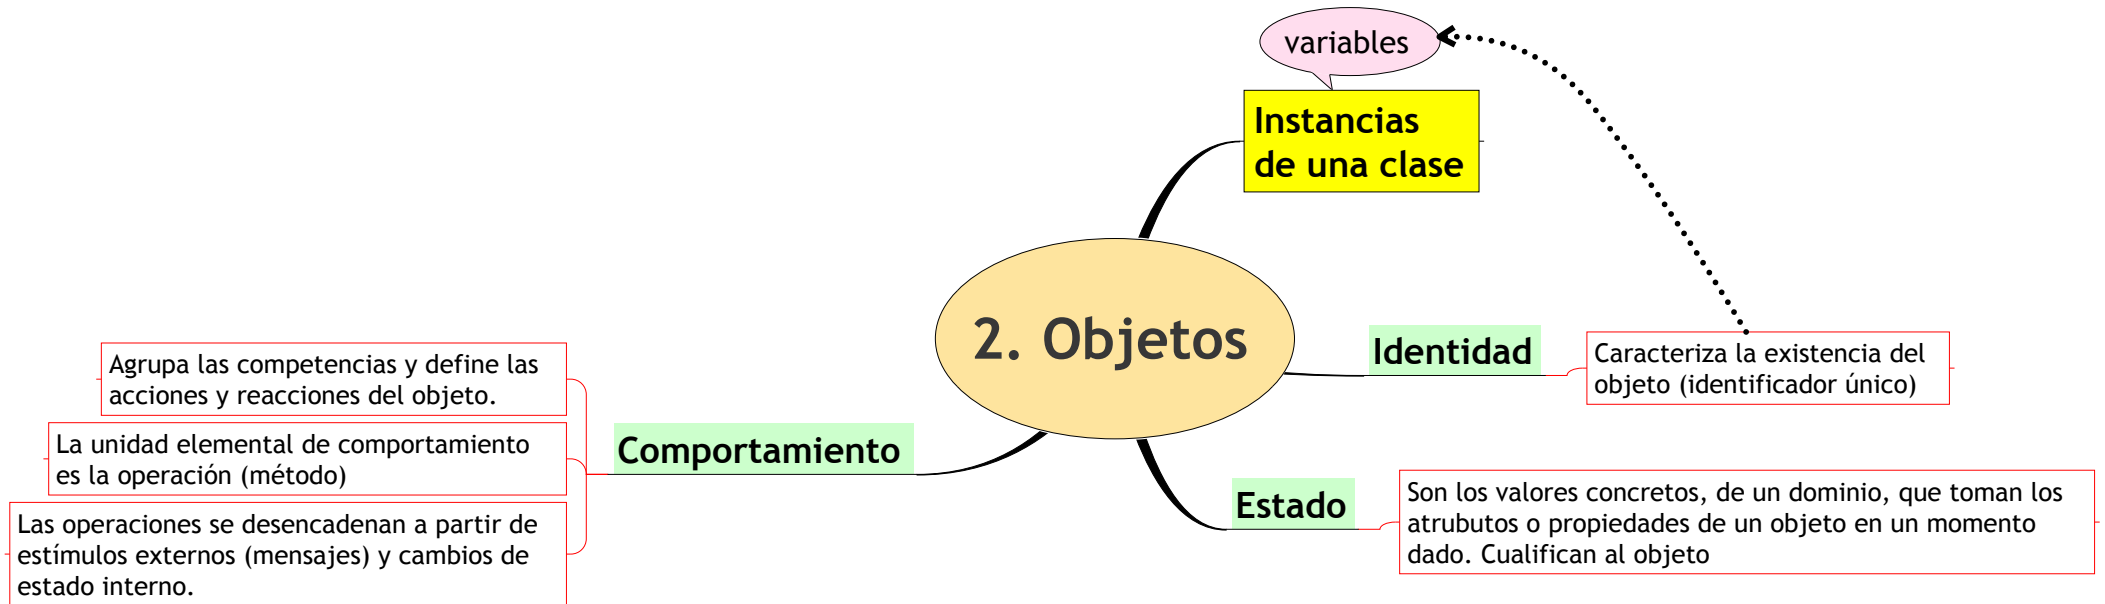 variables
Instancias
de una clase
2. Objetos
Identidad
Caracteriza la existencia del
objeto (identificador único)
Agrupa las competencias y define las
acciones y reacciones del objeto.
La unidad elemental de comportamiento
es la operación (método)
Las operaciones se desencadenan a partir de
estímulos externos (mensajes) y cambios de
estado interno.
Comportamiento
Estado
Son los valores concretos, de un dominio, que toman los
atrubutos o propiedades de un objeto en un momento
dado. Cualifican al objeto